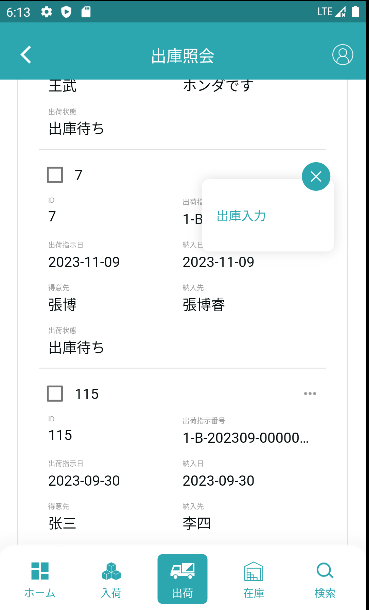 6:13
LTE
出庫照会
王武
ホンダです
出荷状態
出庫待ち
7
ID
出荷指
7
1-B
出庫入力
出荷指示日
納入日
2023-11-09
2023-11-09
得意先
納入先
張博
張博睿
出荷状態
出庫待ち
115
ID
出荷指示番号
115
1-B-202309-00000...
出荷指示日
納入日
2023-09-30
2023-09-30
得意先
納入先
张三
李四
ホーム
入荷
出荷
在庫
検索